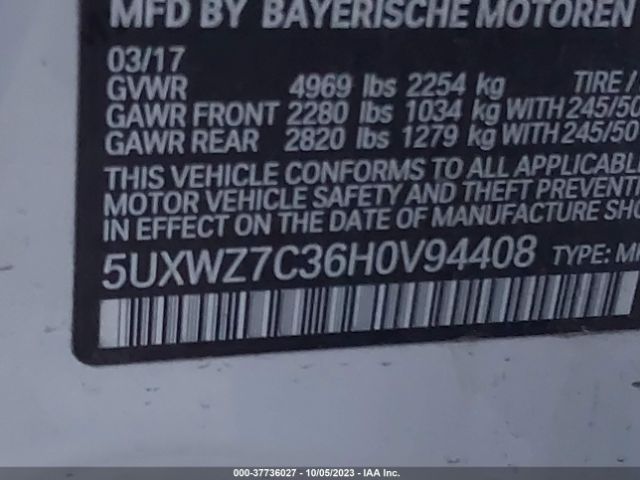 MFD BY BAYERISCHE MOTOREN
03/17
GVWR 4969 lbs 2254 kg TIRE /
GAWR FRONT 2280 lbs 1034 kg WITH 245/50
GAWR REAR 2820 lbs 1279 kg WITH 245/50
THIS VEHICLE CONFORMS TO ALL APPLICABL
MOTOR VEHICLE SAFETY AND THEFT PREVENT
IN EFFECT ON THE DATE OF MANUFACTURE SHO
5UXWZ7C36H0V94408 TYPE: M
000-37736027 - 10/05/2023 - IAA Inc.